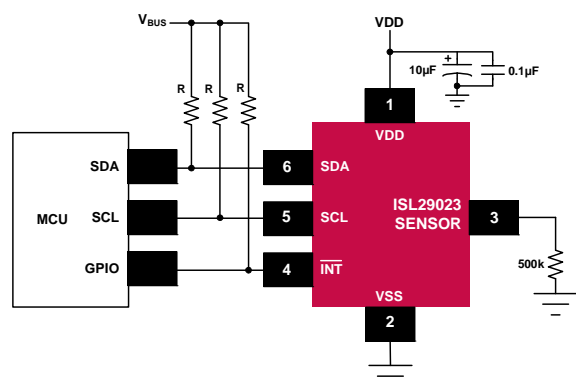 VBUS
VDD
R R R
10µF 0.1µF
1
VDD
SDA 6 SDA
MCU SCL 5 SCL
ISL29023
SENSOR 3
GPIO 4 INT
500k
VSS
2